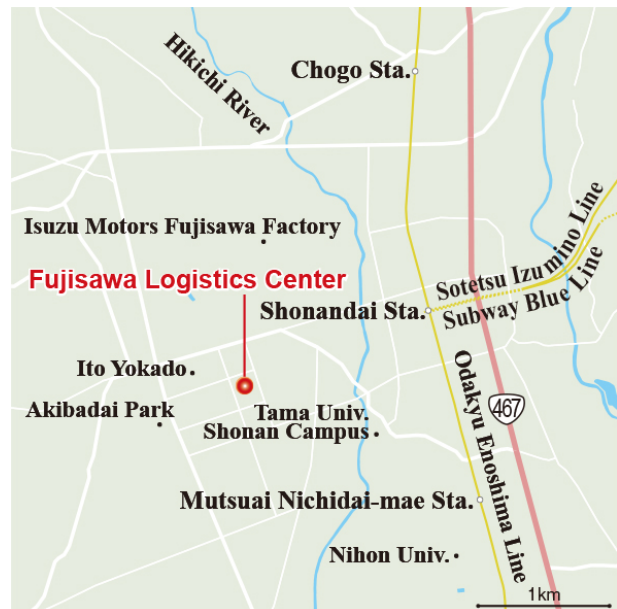 Hikichi River
Chogo Sta.
Isuzu Motors Fujisawa Factory
Fujisawa Logistics Center
Sotetsu Izumino Line
Subway Blue Line
Shonandai Sta.
Ito Yokado
Akibadai Park
Tama Univ.
Shonan Campus
467
Odakyu Enoshima Line
Mutsuai Nichidai-mae Sta.
Nihon Univ.
1km